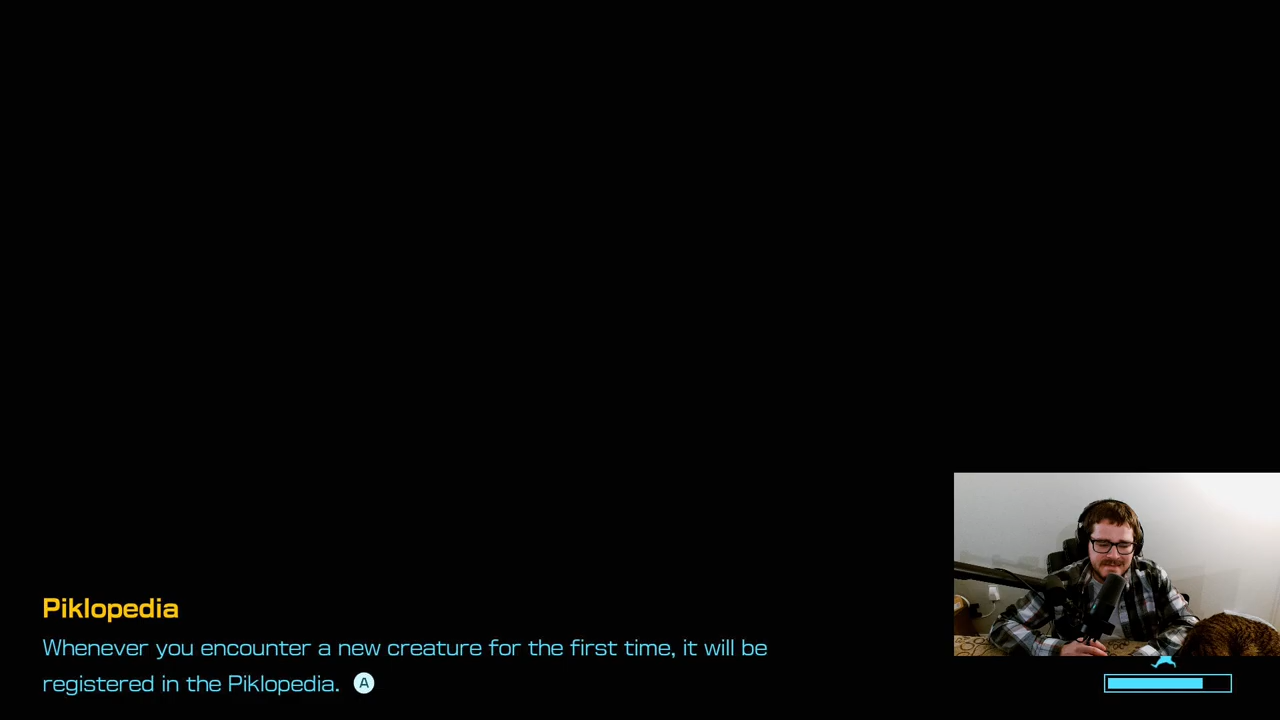 Piklopedia
Whenever you encounter a new creature for the first time, it will be
registered in the Piklopedia. A